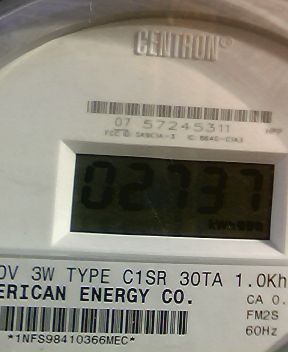 CENTRON®
07 57245311
02737
0V 3W TYPE C1SR 30TA 1.0Kh
ERICAN ENERGY CO.
CA 0.
FM2S
60Hz
*1NFS98410366MEC*